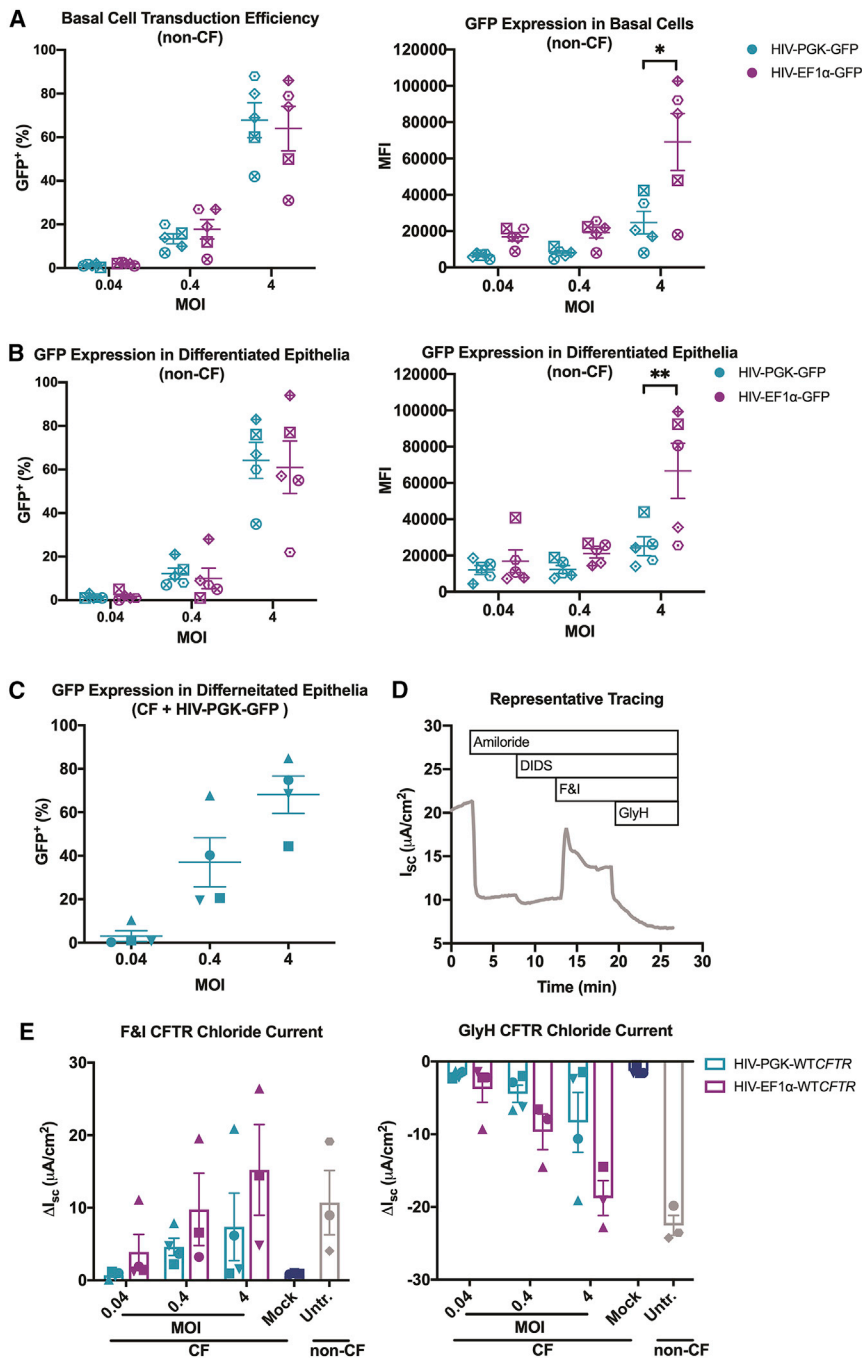 A
Basal Cell Transduction Efficiency
(non-CF)
GFP⁺ (%)
100
80
60
40
20
0
0.04
0.4
4
MOI
GFP Expression in Basal Cells
(non-CF)
MFI
120000
100000
80000
60000
40000
20000
0
*
0.04
0.4
4
MOI
HIV-PGK-GFP
HIV-EF1α-GFP
B
GFP Expression in Differentiated Epithelia
(non-CF)
GFP⁺ (%)
100
80
60
40
20
0
0.04
0.4
4
MOI
GFP Expression in Differentiated Epithelia
(non-CF)
MFI
120000
100000
80000
60000
40000
20000
0
**
0.04
0.4
4
MOI
HIV-PGK-GFP
HIV-EF1α-GFP
C
GFP Expression in Differneitated Epithelia
(CF + HIV-PGK-GFP )
GFP⁺ (%)
100
80
60
40
20
0
0.04
0.4
4
MOI
D
Representative Tracing
I_SC (µA/cm²)
30
25
20
15
10
5
Amiloride
DIDS
F&I
GlyH
0
5
10
15
20
25
30
Time (min)
E
F&I CFTR Chloride Current
ΔI_sc (µA/cm²)
30
20
10
0
0.04
0.4
4
Mock
Untr.
MOI
CF
non-CF
GlyH CFTR Chloride Current
ΔI_sc (µA/cm²)
0
-10
-20
-30
0.04
0.4
4
Mock
Untr.
MOI
CF
non-CF
HIV-PGK-WTCFTR
HIV-EF1α-WTCFTR